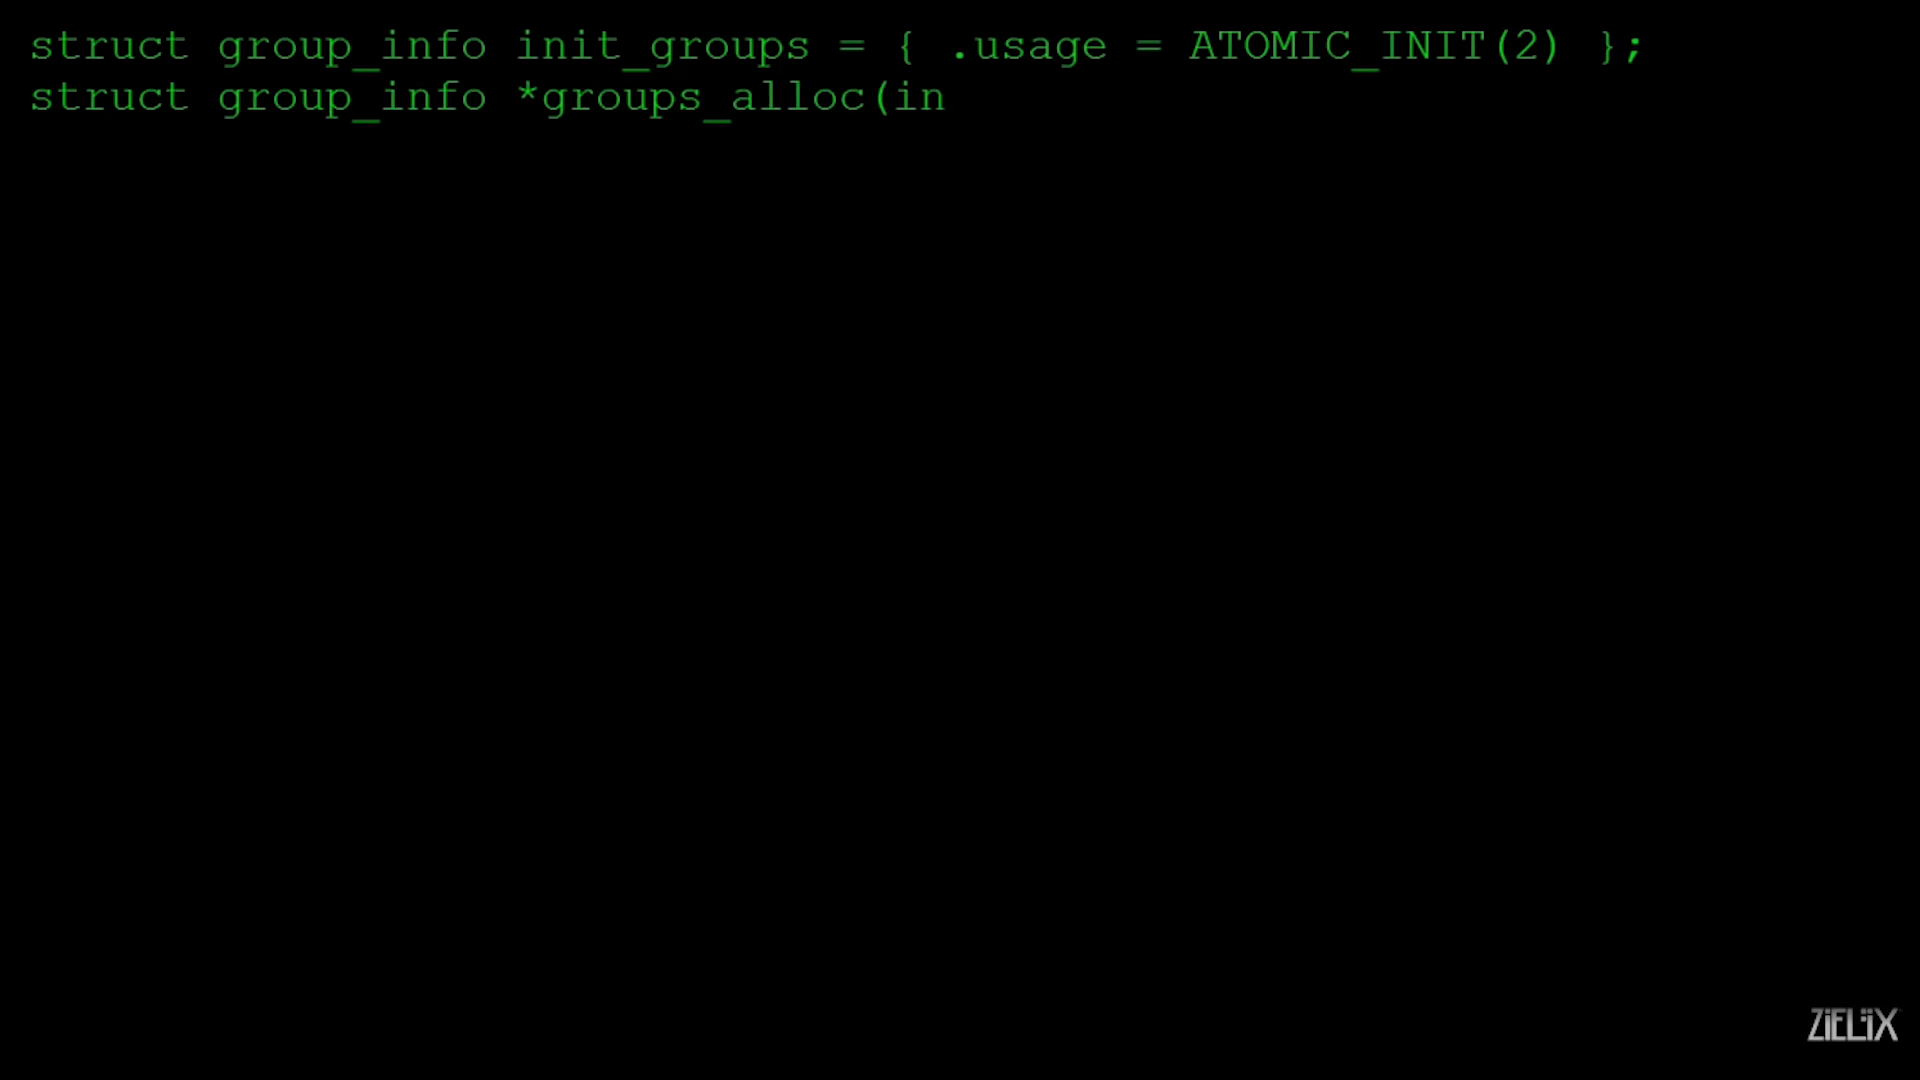 struct group_info init_groups = { .usage = ATOMIC_INIT(2) };
struct group_info *groups_alloc(in
ZiELiX